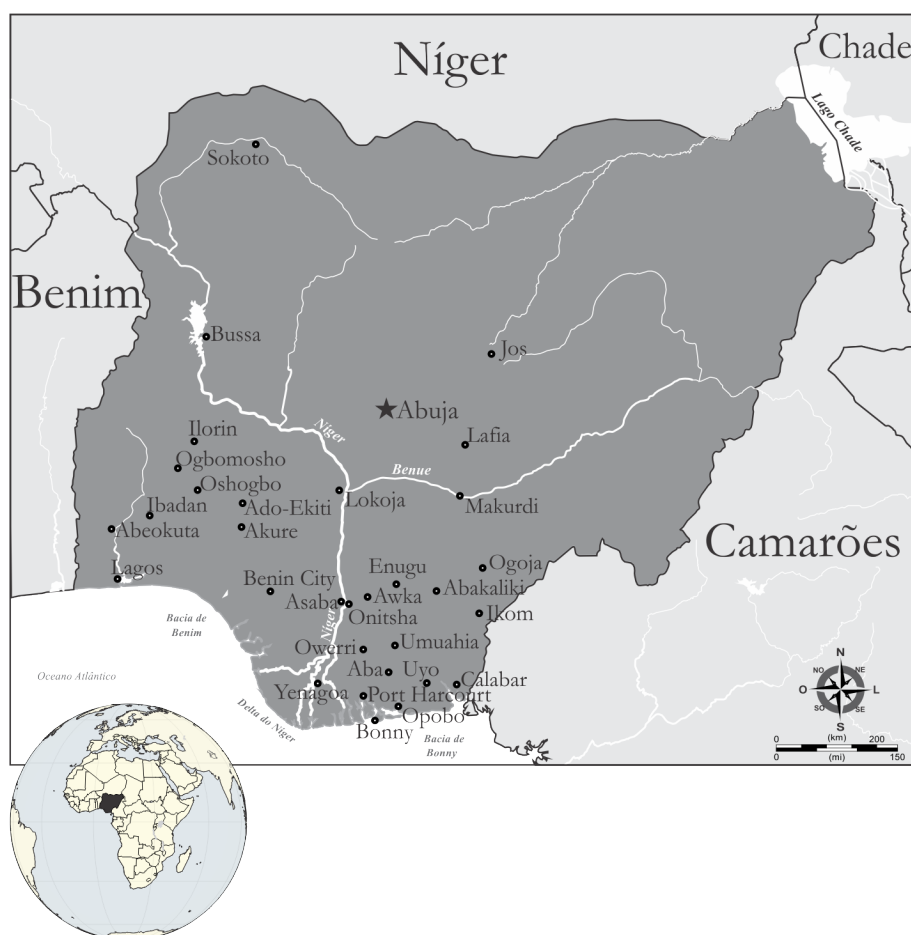 Níger
Chade
Lago Chade
Sokoto
Benim
Bussa
Jos
Abuja
Ilorin
Níger
Lafia
Ogbomosho
Benue
Oshogbo
Lokoja
Makurdi
Ibadan
Ado-Ekiti
Abeokuta
Akure
Camarões
Lagos
Enugu
Ogoja
Benin City
Abakaliki
Asaba
Awka
Onitsha
Ikom
Bacia de
Benim
Níger
Owerri
Umuahia
Oceano Atlântico
Aba
Uyo
Calabar
Yenagoa
Port Harcourt
Delta do Níger
Opobo
Bonny
Bacia de
Bonny
N
NO
NE
O
L
SO
SE
S
0 (km) 200
0 (mi) 150